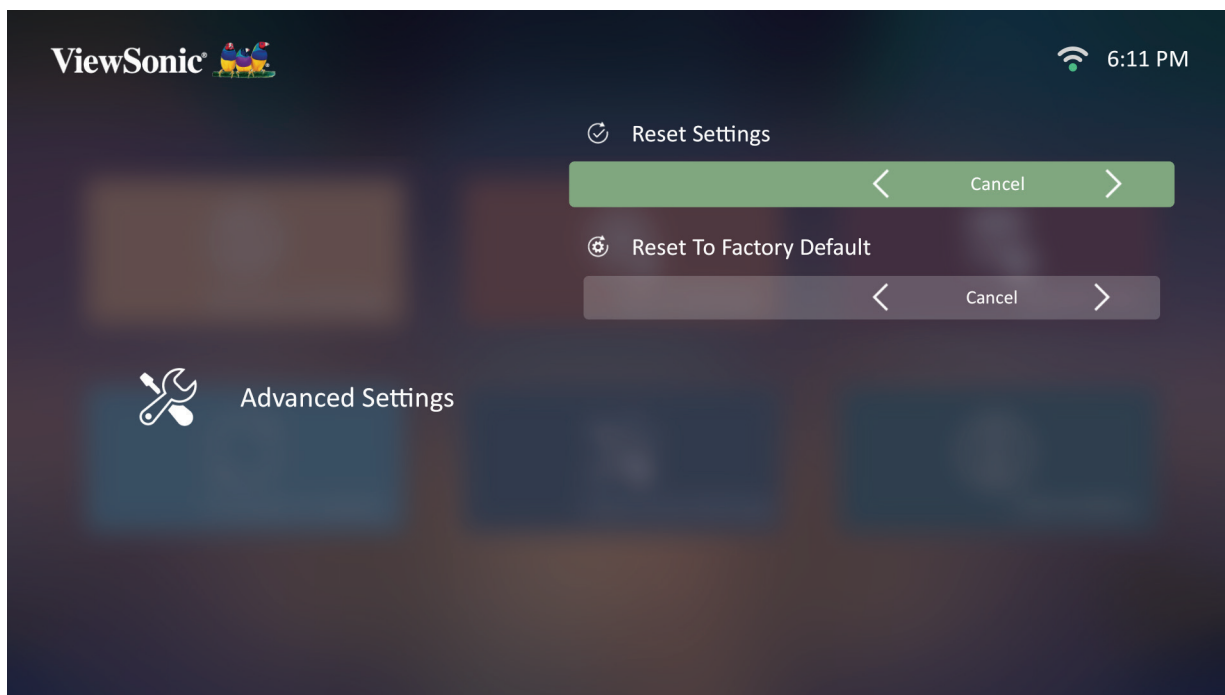 ViewSonic®
6:11 PM
Reset Settings
Cancel
Reset To Factory Default
Cancel
Advanced Settings